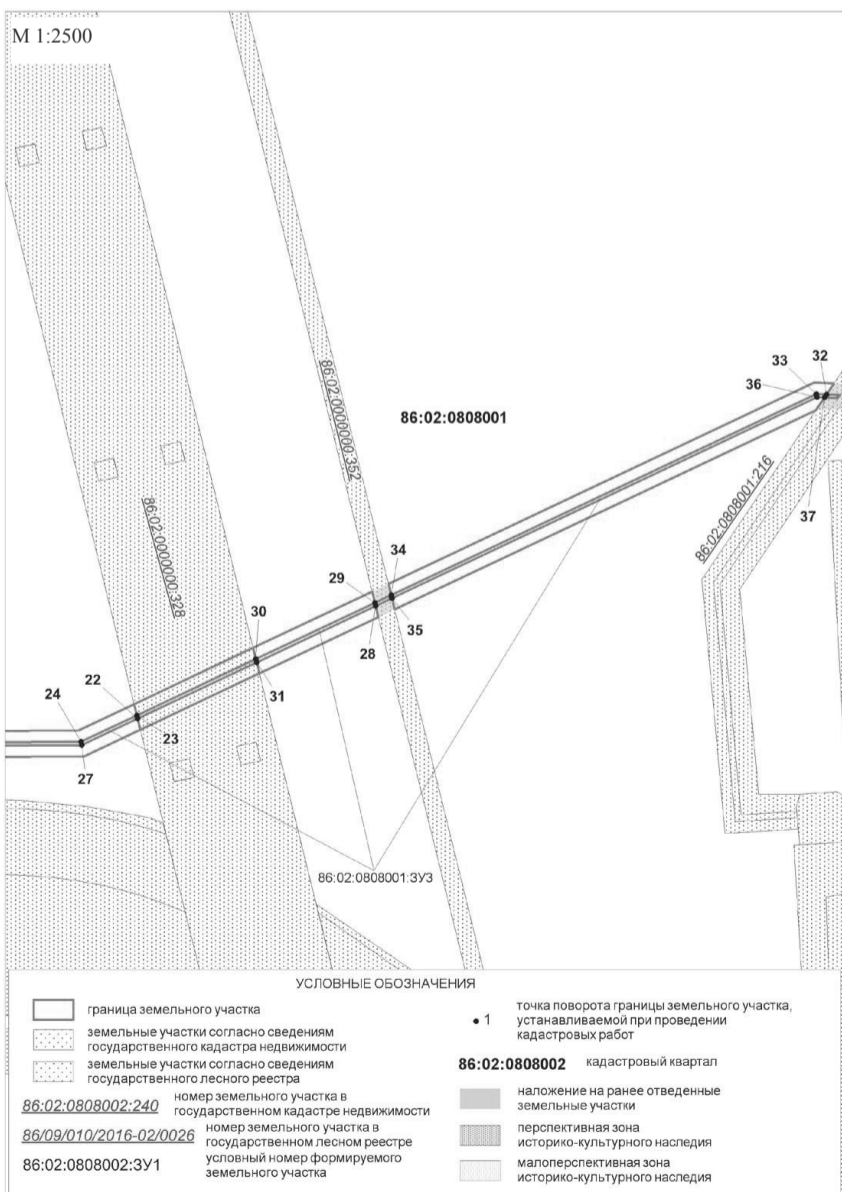 М 1:2500
86:02:0000000:352
86:02:0808001
33
32
36
37
86:02:0808001:216
86:02:0000000:328
34
29
35
28
30
31
22
24
23
27
86:02:0808001:ЗУ3
УСЛОВНЫЕ ОБОЗНАЧЕНИЯ
граница земельного участка
земельные участки согласно сведениям
государственного кадастра недвижимости
земельные участки согласно сведениям
государственного лесного реестра
86:02:0808002:240 номер земельного участка в
государственном кадастре недвижимости
86/09/010/2016-02/0026 номер земельного участка в
государственном лесном реестре
86:02:0808002:ЗУ1 условный номер формируемого
земельного участка
1 точка поворота границы земельного участка,
устанавливаемой при проведении
кадастровых работ
86:02:0808002 кадастровый квартал
наложение на ранее отведенные
земельные участки
перспективная зона
историко-культурного наследия
малоперспективная зона
историко-культурного наследия